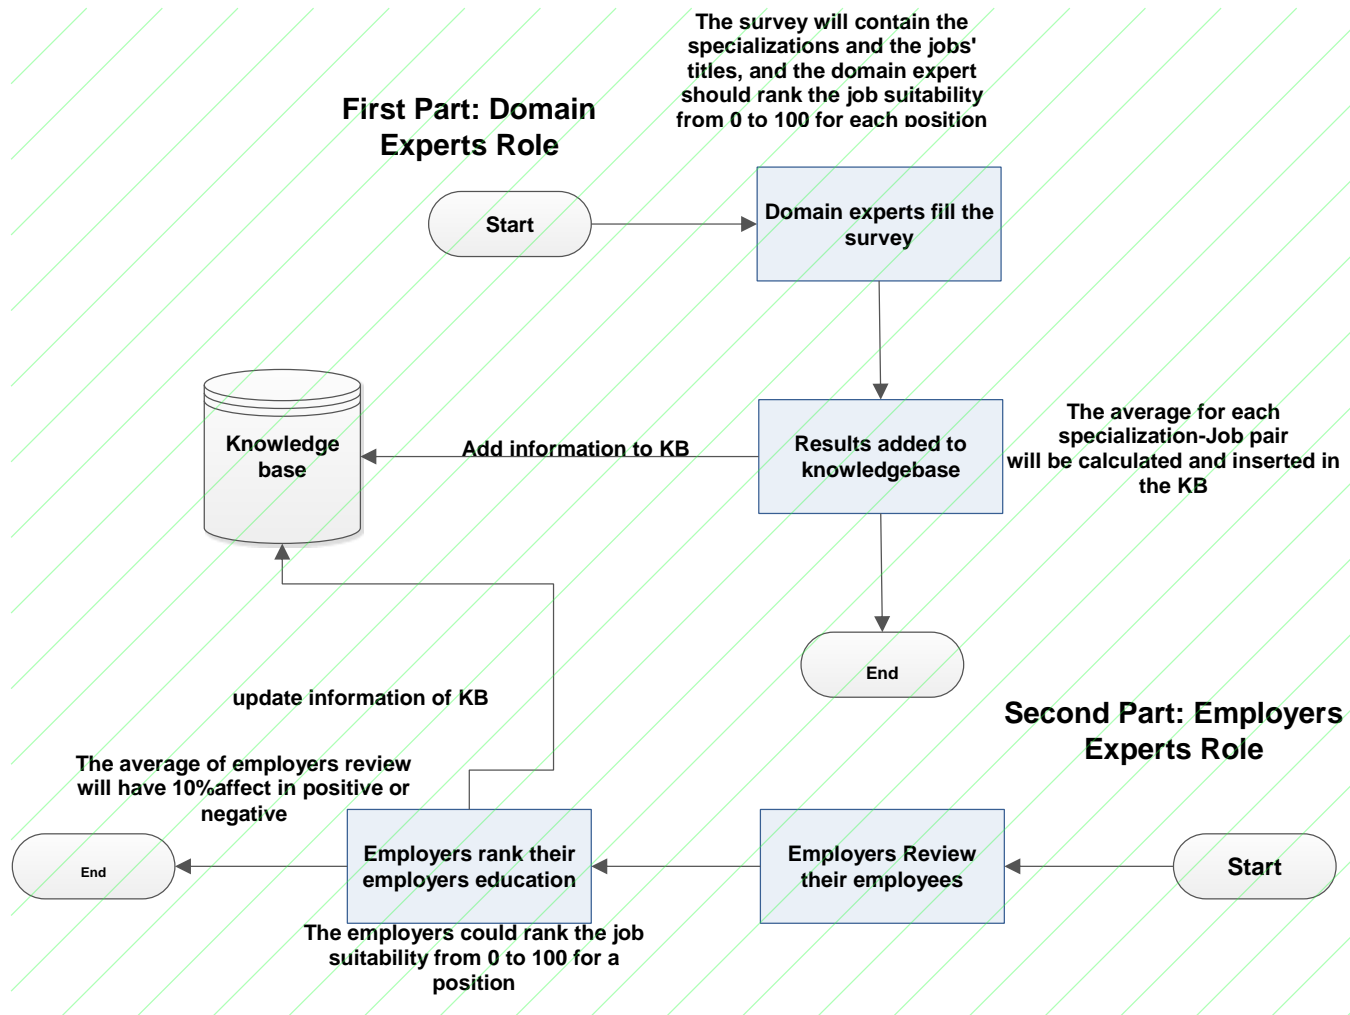 The survey will contain the
specializations and the jobs'
titles, and the domain expert
should rank the job suitability
from 0 to 100 for each position
First Part: Domain
Experts Role
Start
Domain experts fill the
survey
Knowledge
base
Add information to KB
Results added to
knowledgebase
The average for each
specialization-Job pair
will be calculated and inserted in
the KB
End
update information of KB
Second Part: Employers
Experts Role
The average of employers review
will have 10%affect in positive or
negative
End
Employers rank their
employers education
Employers Review
their employees
Start
The employers could rank the job
suitability from 0 to 100 for a
position